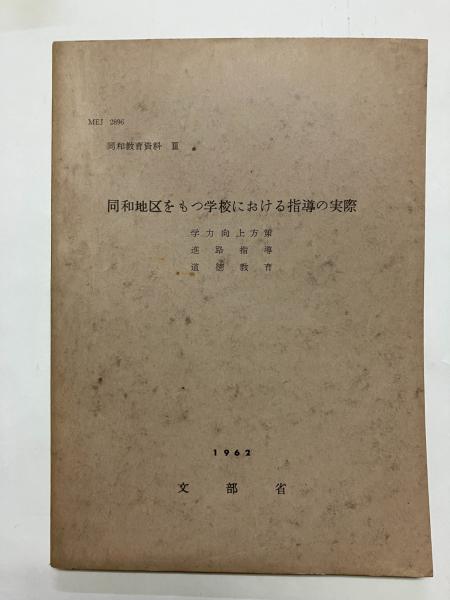 MEJ 2896
同和教育資料 Ⅲ
同和地区をもつ学校における指導の実際
学力向上方策
進路指導
道徳教育
1962
文部省